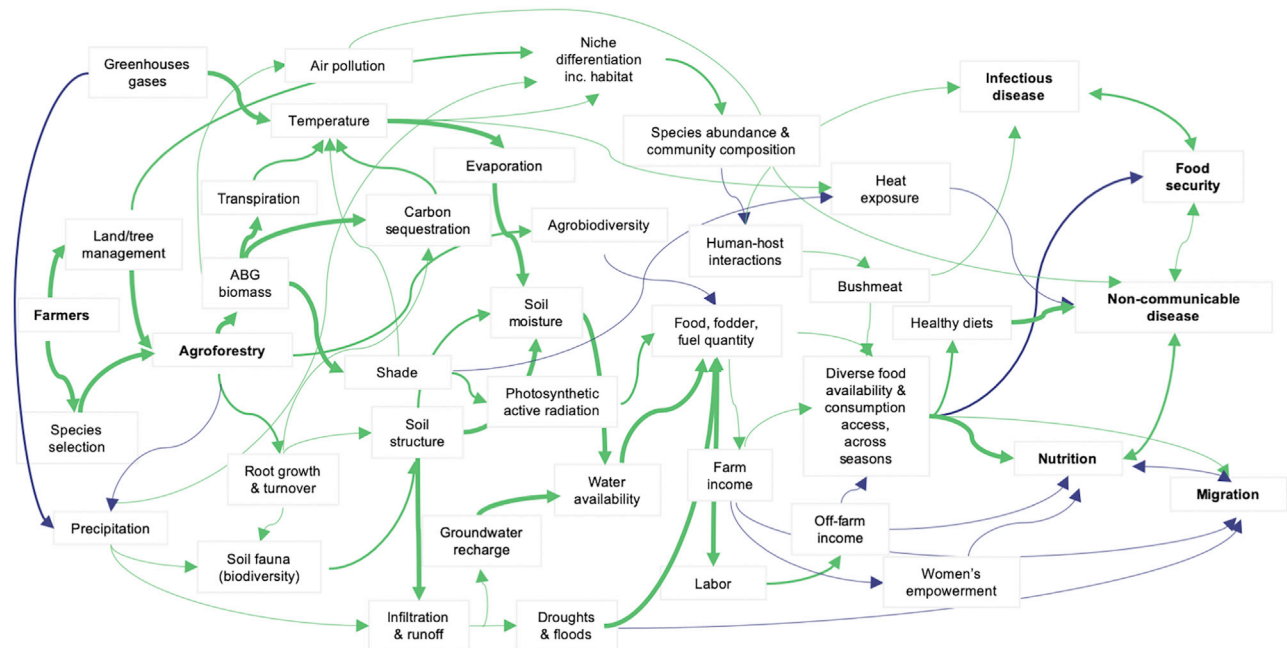 Greenhouses
gases
Air pollution
Niche
differentiation
inc. habitat
Infectious
disease
Temperature
Species abundance &
community composition
Evaporation
Food
security
Transpiration
Carbon
sequestration
Heat
exposure
Land/tree
management
Agrobiodiversity
Human-host
interactions
ABG
biomass
Bushmeat
Farmers
Soil
moisture
Non-communicable
disease
Healthy diets
Food, fodder,
fuel quantity
Agroforestry
Shade
Photosynthetic
active radiation
Diverse food
availability &
consumption
access,
across
seasons
Species
selection
Soil
structure
Root growth
& turnover
Farm
income
Nutrition
Water
availability
Migration
Precipitation
Groundwater
recharge
Off-farm
income
Soil fauna
(biodiversity)
Labor
Women's
empowerment
Infiltration
& runoff
Droughts
& floods